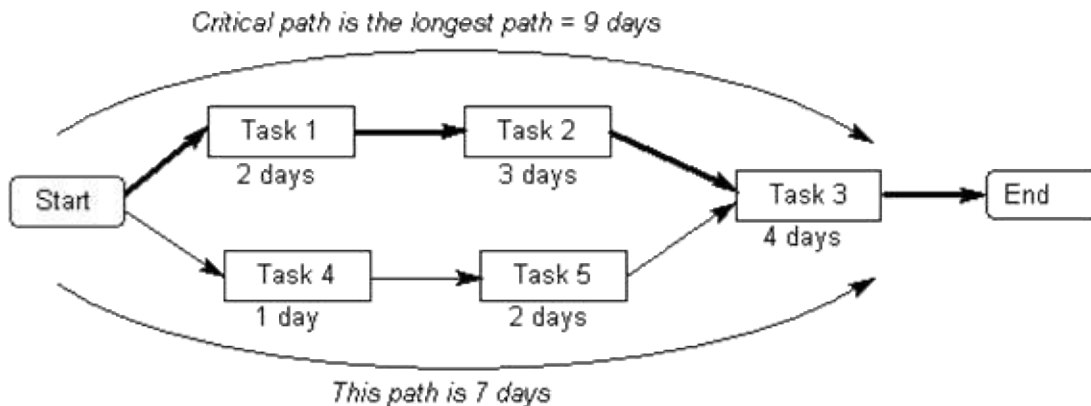 Critical path is the longest path = 9 days
Task 1
Task 2
2 days
3 days
Start
Task 3
End
4 days
Task 4
Task 5
1 day
2 days
This path is 7 days